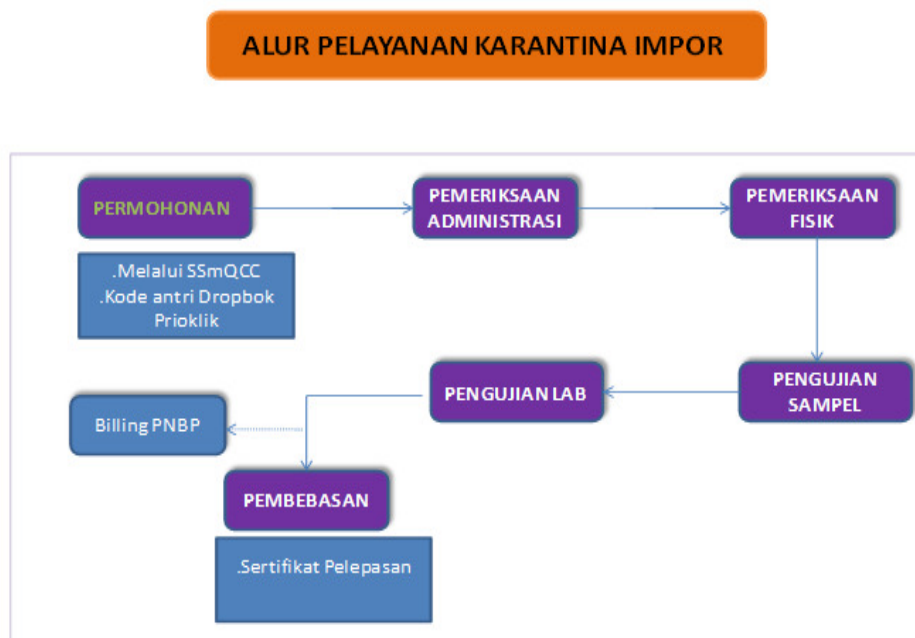 ALUR PELAYANAN KARANTINA IMPOR
PERMOHONAN
PEMERIKSAAN
ADMINISTRASI
PEMERIKSAAN
FISIK
.Melalui SSmQCC
.Kode antri Dropbok
Prioklik
PENGUJIAN LAB
PENGUJIAN
SAMPEL
Billing PNBP
PEMBEBASAN
.Sertifikat Pelepasan